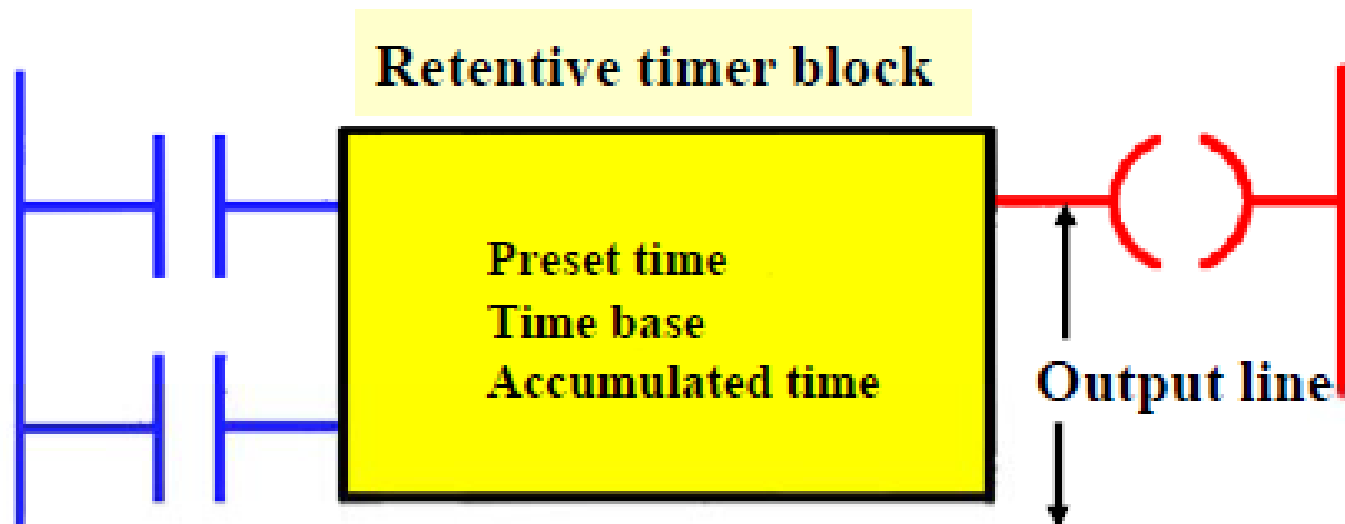 Retentive timer block
Preset time
Time base
Accumulated time
Output line